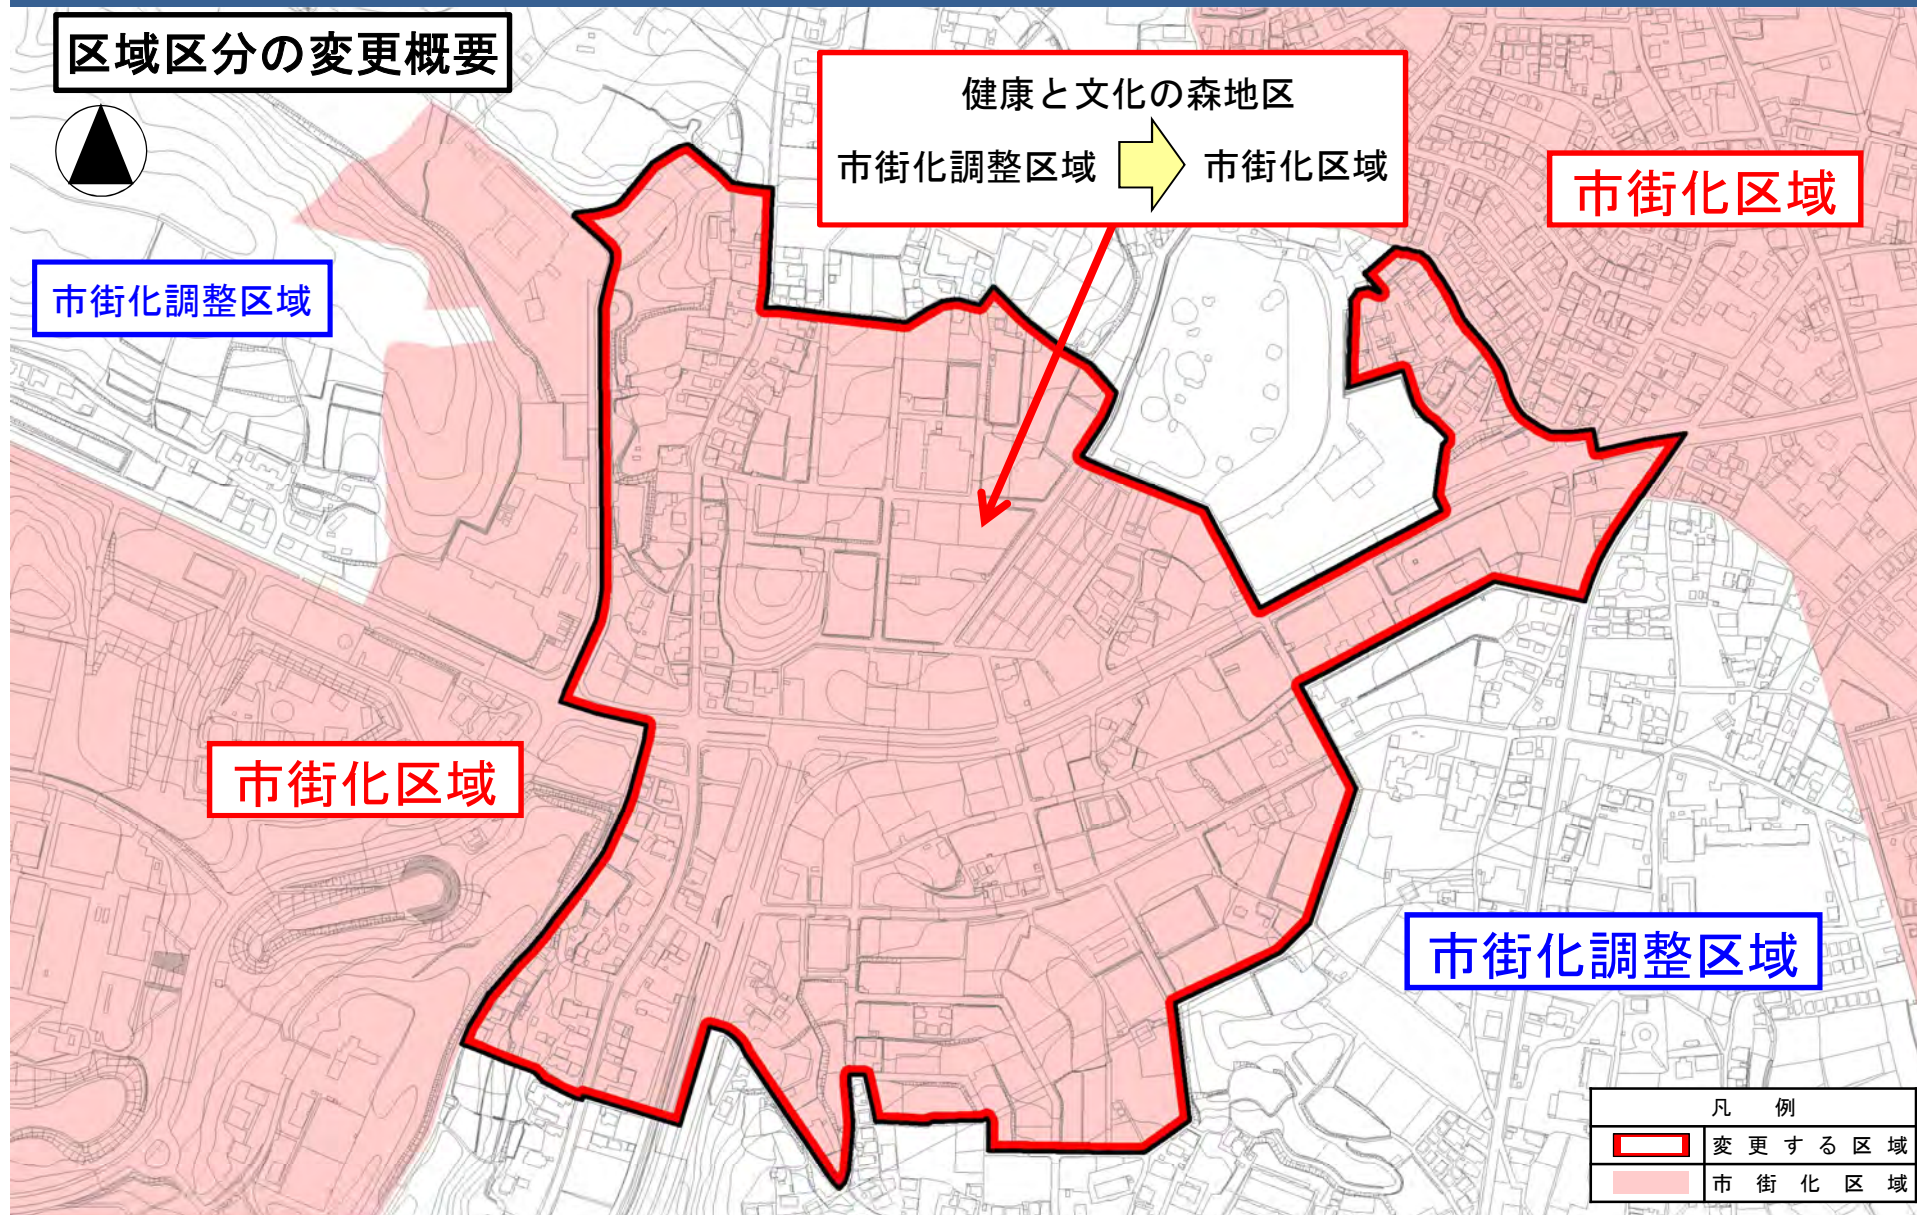 区域区分の変更概要
健康と文化の森地区
市街化調整区域 市街化区域
市街化区域
市街化調整区域
市街化区域
市街化調整区域
凡 例
変更する区域
市街化区域